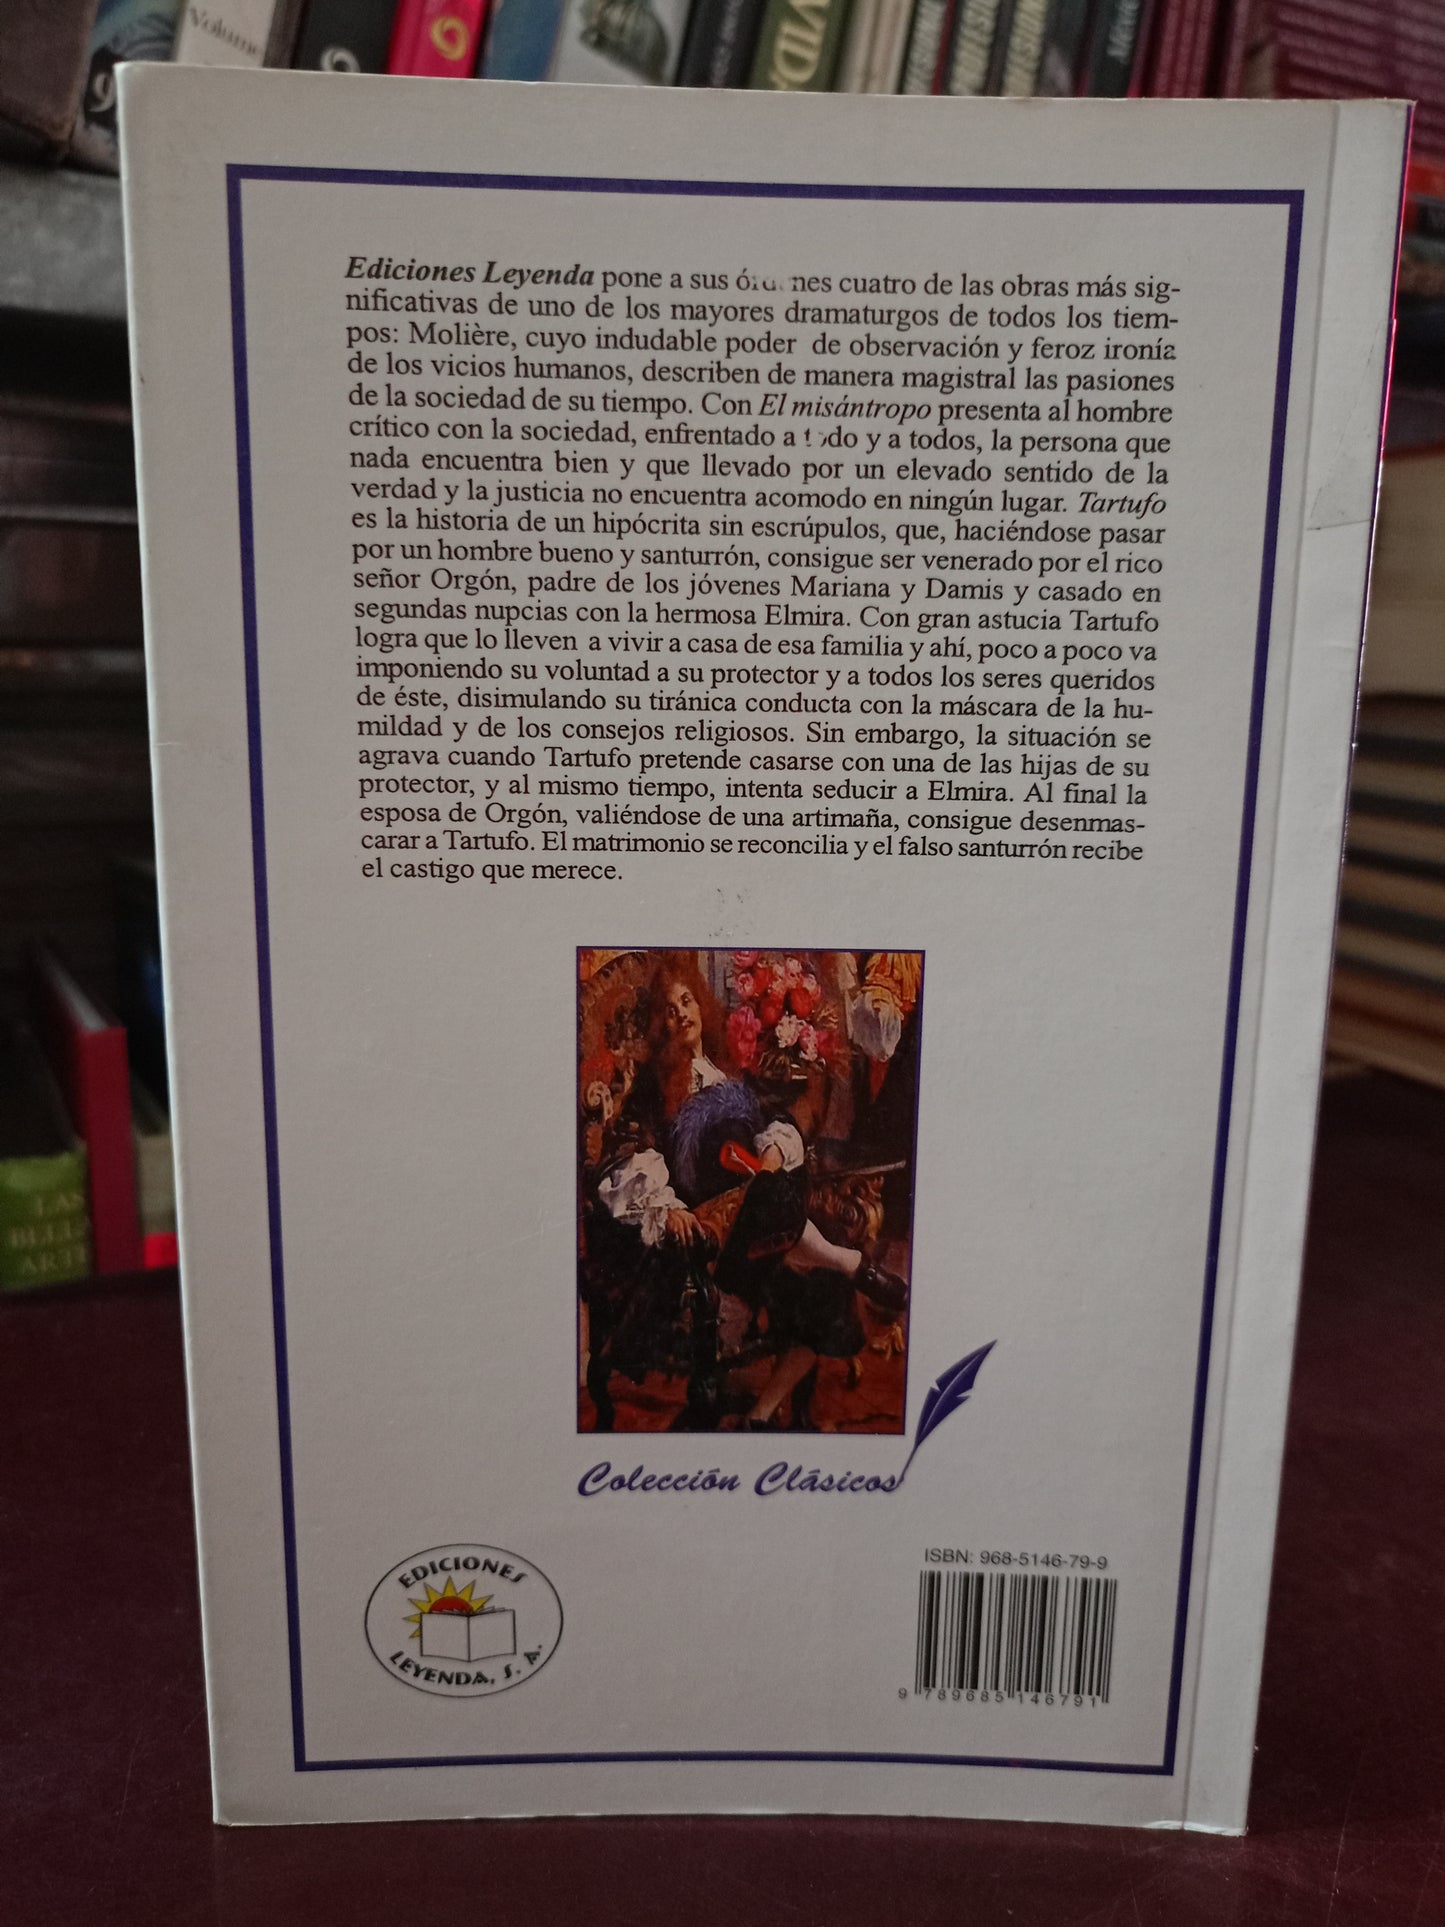 Volume
9
VID
Ediciones Leyenda pone a sus nes cuatro de las obras más sig-
nificativas de uno de los mayores dramaturgos de todos los tiem-
pos: Molière, cuyo indudable poder de observación y feroz ironía
de los vicios humanos, describen de manera magistral las pasiones
de la sociedad de su tiempo. Con El misántropo presenta al hombre
crítico con la sociedad, enfrentado a todo y a todos, la persona que
nada encuentra bien y que llevado por un elevado sentido de la
verdad y la justicia no encuentra acomodo en ningún lugar. Tartufo
es la historia de un hipócrita sin escrúpulos, que, haciéndose pasar
por un hombre bueno y santurrón, consigue ser venerado por el rico
señor Orgón, padre de los jóvenes Mariana y Damis y casado en
segundas nupcias con la hermosa Elmira. Con gran astucia Tartufo
logra que lo lleven a vivir a casa de esa familia y ahí, poco a poco va
imponiendo su voluntad a su protector y a todos los seres queridos
de éste, disimulando su tiránica conducta con la máscara de la hu-
mildad y de los consejos religiosos. Sin embargo, la situación se
agrava cuando Tartufo pretende casarse con una de las hijas de su
protector, y al mismo tiempo, intenta seducir a Elmira. Al final la
esposa de Orgón, valiéndose de una artimaña, consigue desenmas-
carar a Tartufo. El matrimonio se reconcilia y el falso santurrón recibe
el castigo que merece.
Colección Clásicos
EDICIONES
LEYENDA, S. A.
ISBN: 968-5146-79-9
9 789685 146791
LAS
BELLAS
ARTES